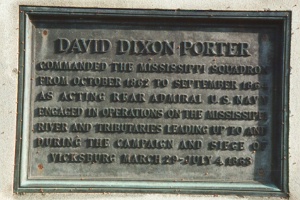 DAVID DIXON PORTER
COMMANDED THE MISSISSIPPI SQUADRON
FROM OCTOBER 1862 TO SEPTEMBER 1864
AS ACTING REAR ADMIRAL U.S. NAVY
ENGAGED IN OPERATIONS ON THE MISSISSIPPI
RIVER AND TRIBUTARIES LEADING UP TO AND
DURING THE CAMPAIGN AND SIEGE OF
VICKSBURG MARCH 29-JULY 4, 1863